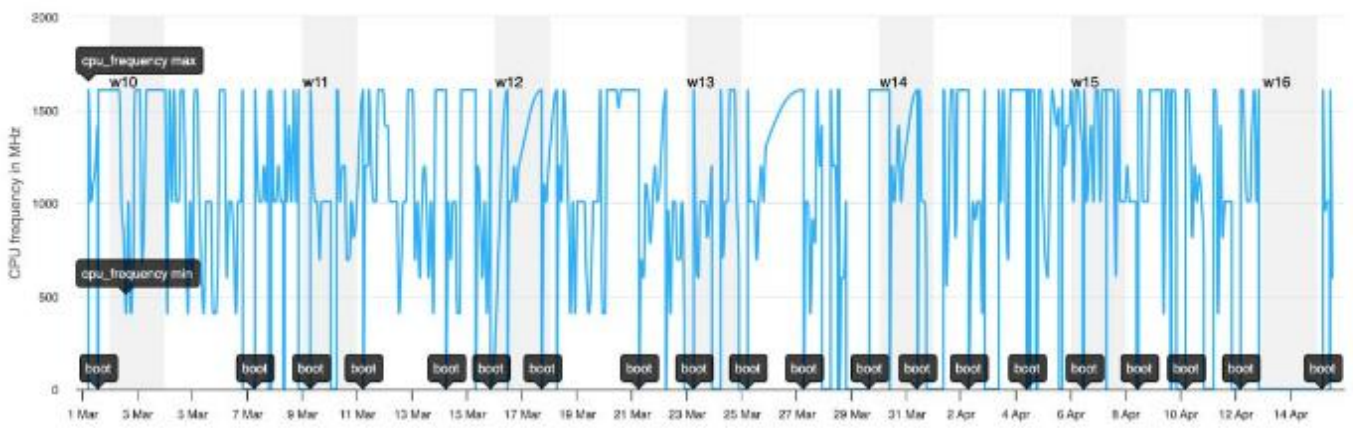 2000
cpu_frequency max
w10 w11 w12 w13 w14 w15 w16
1500
CPU frequency in MHz
1000
cpu_frequency min
500
boot boot boot boot boot boot boot boot boot boot boot boot boot boot boot boot boot boot boot boot
0
1 Mar 3 Mar 5 Mar 7 Mar 9 Mar 11 Mar 13 Mar 15 Mar 17 Mar 19 Mar 21 Mar 23 Mar 25 Mar 27 Mar 29 Mar 31 Mar 2 Apr 4 Apr 6 Apr 8 Apr 10 Apr 12 Apr 14 Apr